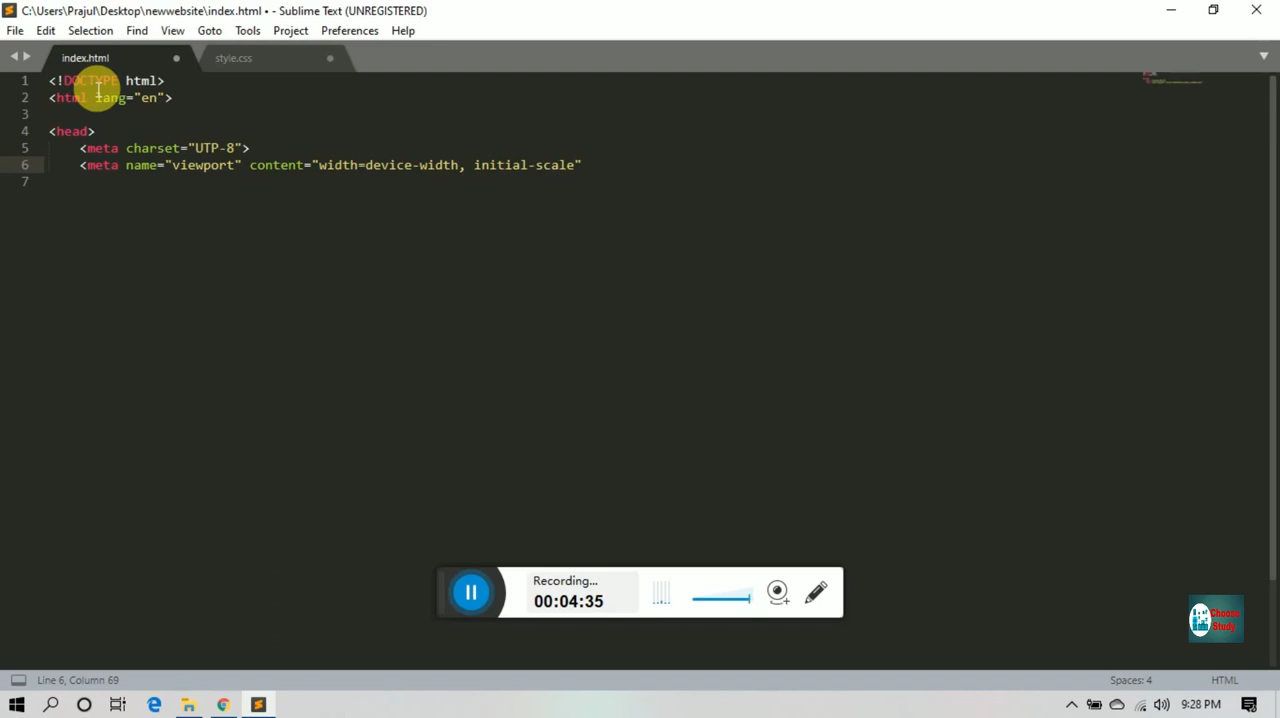 C:\Users\Prajul\Desktop\newwebsite\index.html • - Sublime Text (UNREGISTERED)
File Edit Selection Find View Goto Tools Project Preferences Help
index.html style.css
1 <!DOCTYPE html>
2 <html lang="en">
3
4 <head>
5 <meta charset="UTF-8">
6 <meta name="viewport" content="width=device-width, initial-scale"
7
Recording...
00:04:35
Choose
Study
Line 6, Column 69 Spaces: 4 HTML
9:28 PM